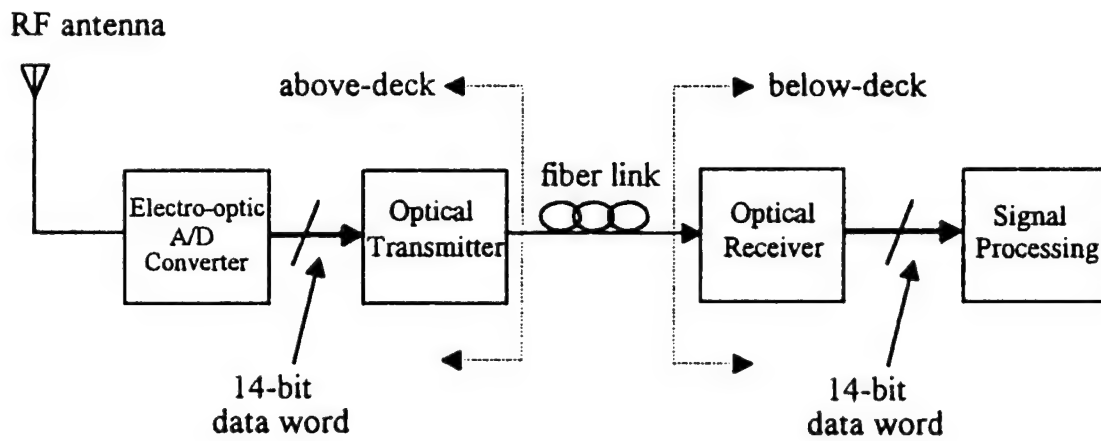 RF antenna
above-deck
below-deck
fiber link
Electro-optic
A/D
Converter
Optical
Transmitter
Optical
Receiver
Signal
Processing
14-bit
data word
14-bit
data word